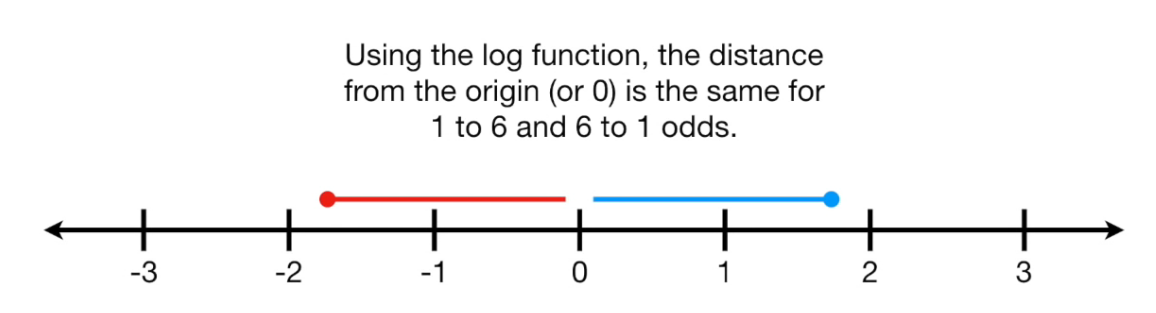 Using the log function, the distance
from the origin (or 0) is the same for
1 to 6 and 6 to 1 odds.
-3 -2 -1 0 1 2 3